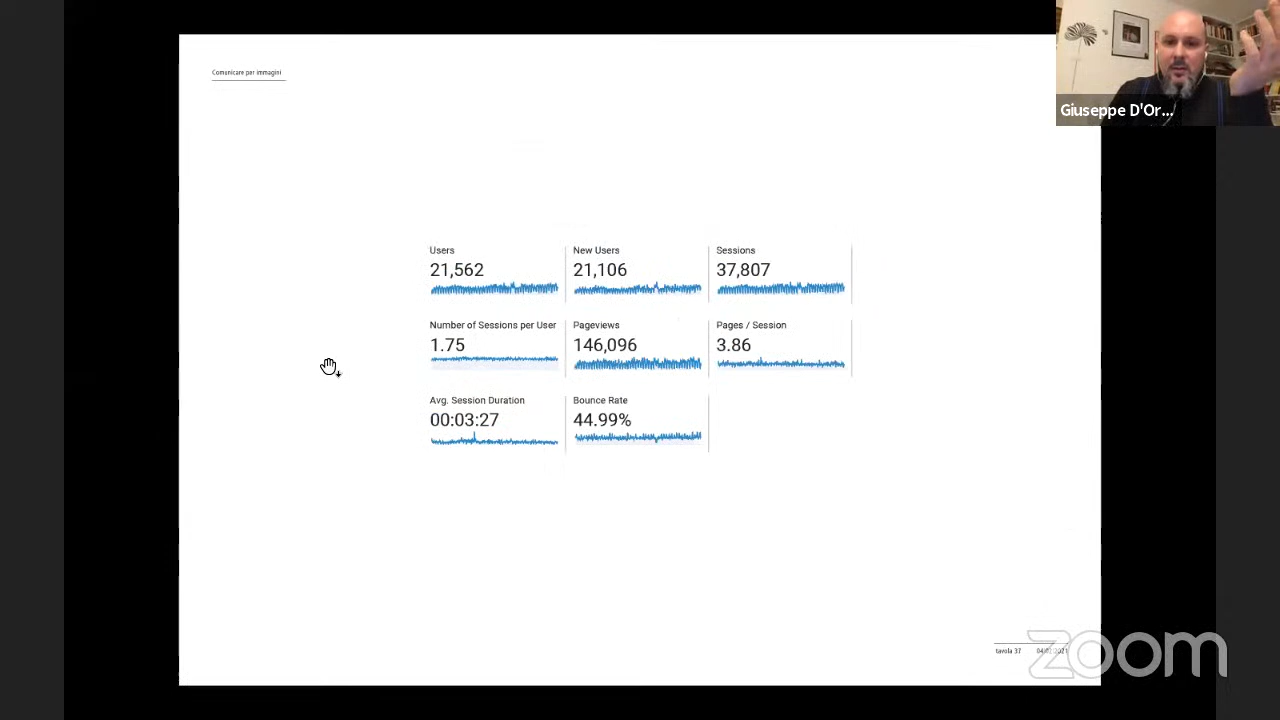 Comunicare per immagini
Giuseppe D'Or...
Users
21,562
New Users
21,106
Sessions
37,807
Number of Sessions per User
1.75
Pageviews
146,096
Pages / Session
3.86
Avg. Session Duration
00:03:27
Bounce Rate
44.99%
tavola 37
zoom